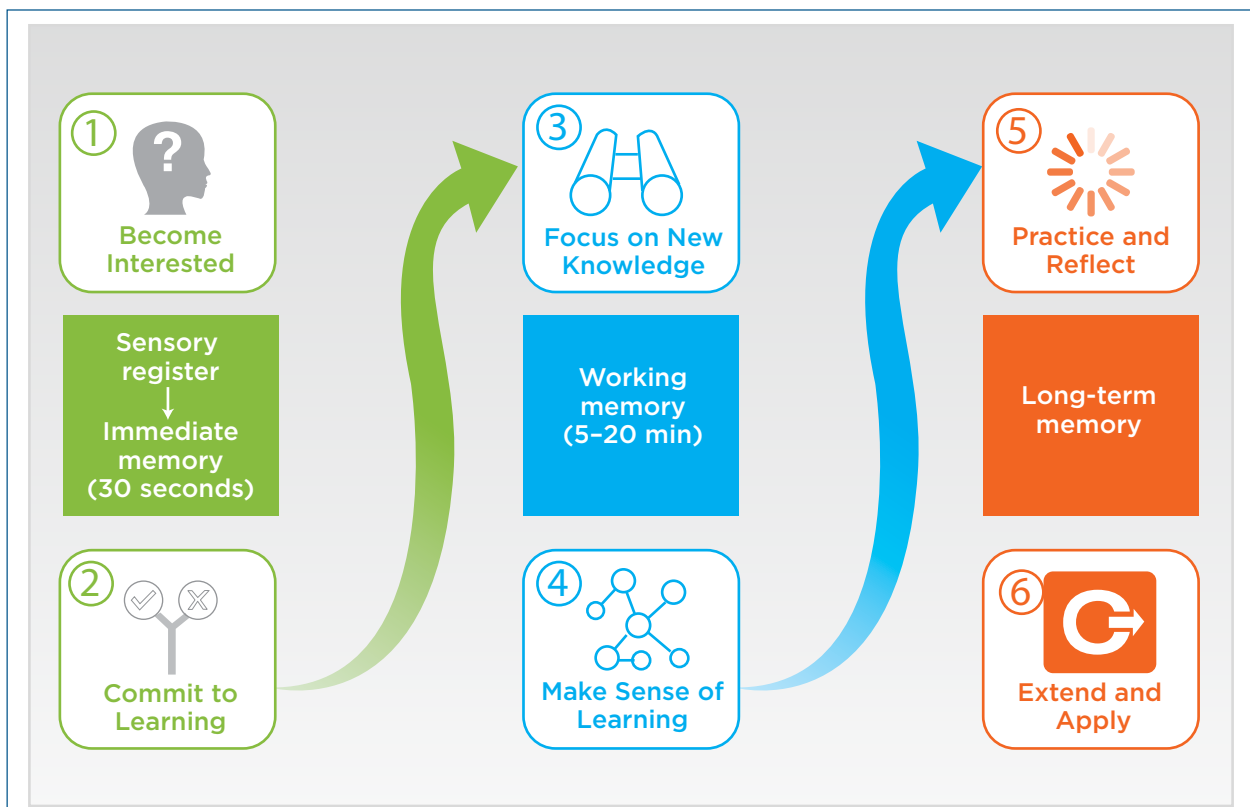 1
?
Become
Interested
Sensory
register
Immediate
memory
(30 seconds)
2
Commit to
Learning
3
Focus on New
Knowledge
Working
memory
(5–20 min)
4
Make Sense of
Learning
5
Practice and
Reflect
Long-term
memory
6
Extend and
Apply